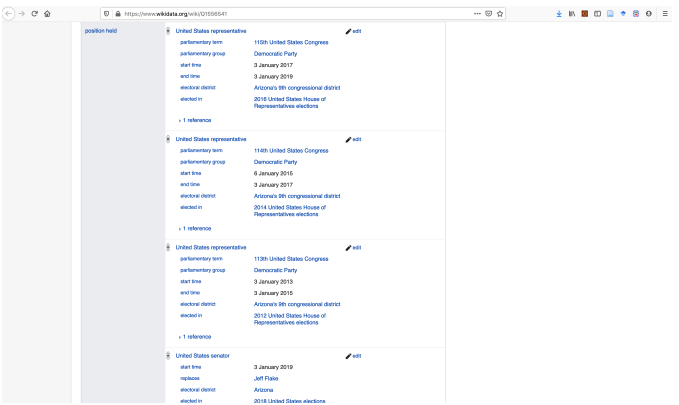 https://www.wikidata.org/wiki/Q1556541
position held
United States representative
edit
parliamentary term 115th United States Congress
parliamentary group Democratic Party
start time 3 January 2017
end time 3 January 2019
electoral district Arizona's 9th congressional district
elected in 2016 United States House of
Representatives elections
1 reference
United States representative
edit
parliamentary term 114th United States Congress
parliamentary group Democratic Party
start time 6 January 2015
end time 3 January 2017
electoral district Arizona's 9th congressional district
elected in 2014 United States House of
Representatives elections
1 reference
United States representative
edit
parliamentary term 113th United States Congress
parliamentary group Democratic Party
start time 3 January 2013
end time 3 January 2015
electoral district Arizona's 9th congressional district
elected in 2012 United States House of
Representatives elections
1 reference
United States senator
edit
start time 3 January 2019
replaces Jeff Flake
electoral district Arizona
elected in 2018 United States elections